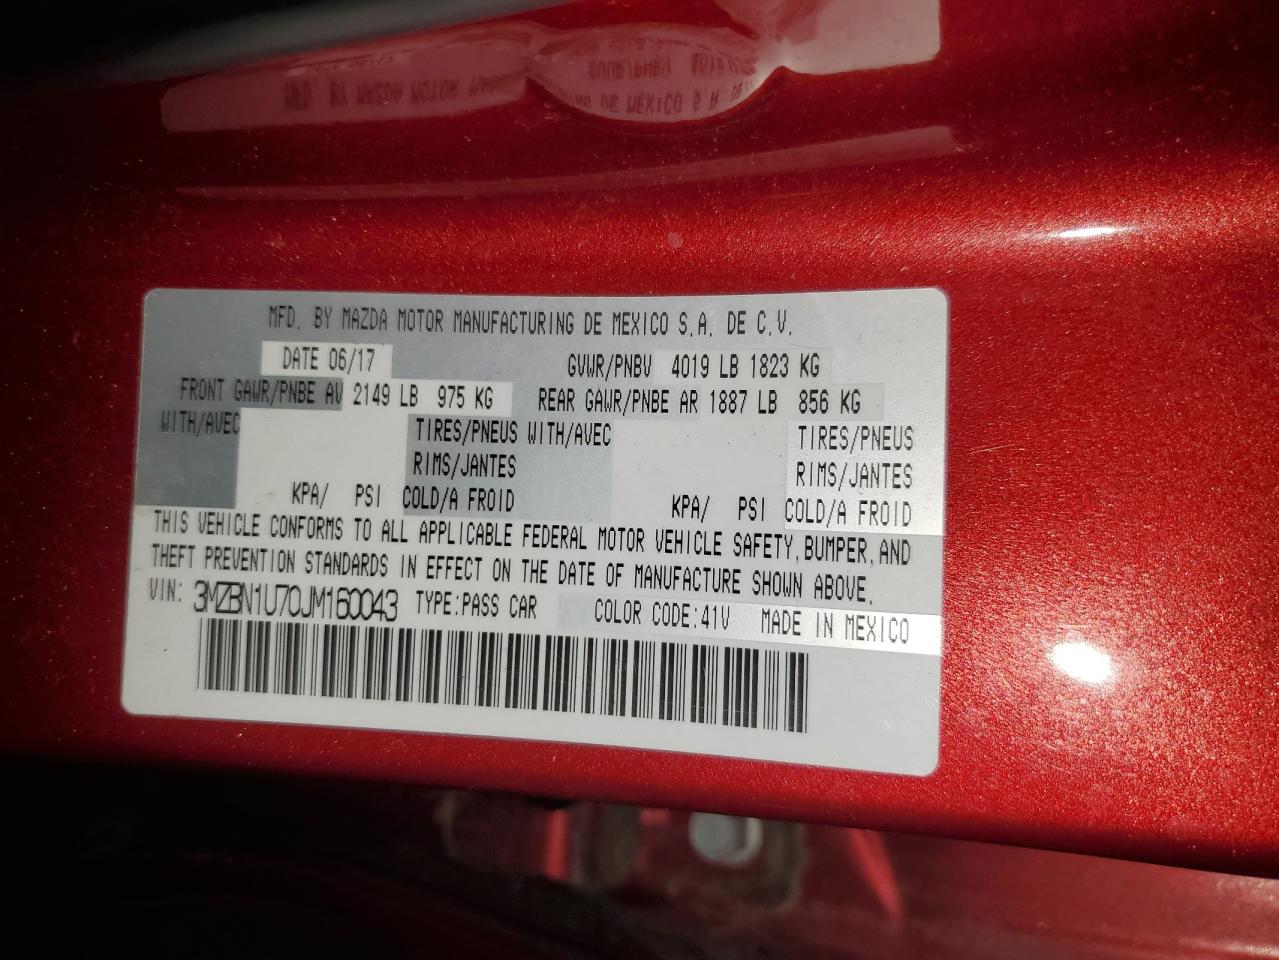 MFD. BY MAZDA MOTOR MANUFACTURING DE MEXICO S.A. DE C.V.
DATE 06/17 GVWR/PNBV 4019 LB 1823 KG
FRONT GAWR/PNBE AV 2149 LB 975 KG REAR GAWR/PNBE AR 1887 LB 856 KG
WITH/AVEC TIRES/PNEUS WITH/AVEC TIRES/PNEUS
RIMS/JANTES RIMS/JANTES
KPA/ PSI COLD/A FROID KPA/ PSI COLD/A FROID
THIS VEHICLE CONFORMS TO ALL APPLICABLE FEDERAL MOTOR VEHICLE SAFETY, BUMPER, AND
THEFT PREVENTION STANDARDS IN EFFECT ON THE DATE OF MANUFACTURE SHOWN ABOVE.
VIN: 3MZBN1U70JM160043 TYPE:PASS CAR COLOR CODE:41V MADE IN MEXICO